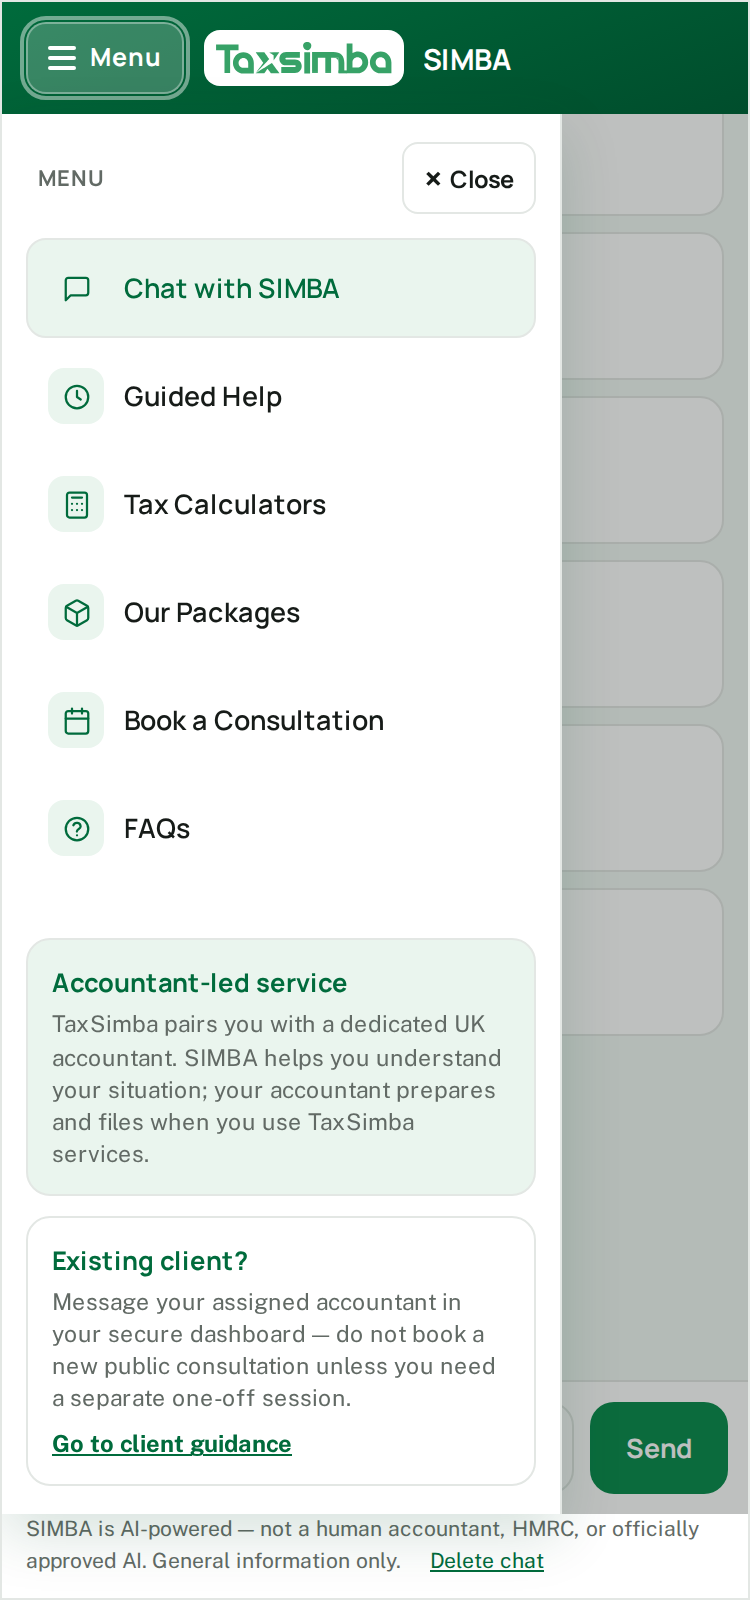 Menu
Taxsimba
SIMBA
MENU
× Close
Chat with SIMBA
Guided Help
Tax Calculators
Our Packages
Book a Consultation
FAQs
Accountant-led service
TaxSimba pairs you with a dedicated UK
accountant. SIMBA helps you understand
your situation; your accountant prepares
and files when you use TaxSimba
services.
Existing client?
Message your assigned accountant in
your secure dashboard — do not book a
new public consultation unless you need
a separate one-off session.
Go to client guidance
Send
SIMBA is AI-powered — not a human accountant, HMRC, or officially
approved AI. General information only. Delete chat